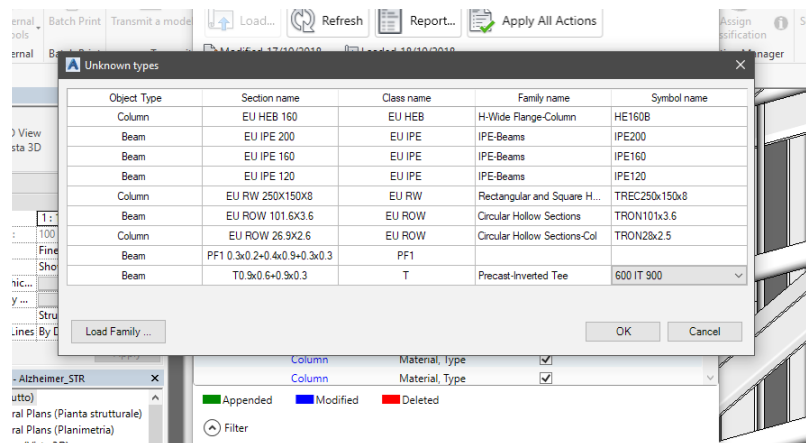 ernal Batch Print Transmit a mode
ools
ernal
Load... Refresh Report... Apply All Actions
Assign
ssification
nager
Modified 17/10/2018 Loaded 18/10/2018
Unknown types
Object Type Section name Class name Family name Symbol name
Column EU HEB 160 EU HEB H-Wide Flange-Column HE160B
Beam EU IPE 200 EU IPE IPE-Beams IPE200
Beam EU IPE 160 EU IPE IPE-Beams IPE160
Beam EU IPE 120 EU IPE IPE-Beams IPE120
Column EU RW 250X150X8 EU RW Rectangular and Square H... TREC250x150x8
Beam EU ROW 101.6X3.6 EU ROW Circular Hollow Sections TRON101x3.6
Column EU ROW 26.9X2.6 EU ROW Circular Hollow Sections-Col TRON28x2.5
Beam PF1 0.3x0.2+0.4x0.9+0.3x0.3 PF1
Beam T0.9x0.6+0.9x0.3 T Precast-Inverted Tee 600 IT 900
Load Family ... OK Cancel
View
sta 3D
1:
100
Fine
Sho
nic...
y ...
Stru
Lines By D
Column Material, Type
Column Material, Type
- Alzheimer_STR
utto)
ral Plans (Pianta strutturale)
ral Plans (Planimetria)
Appended Modified Deleted
Filter